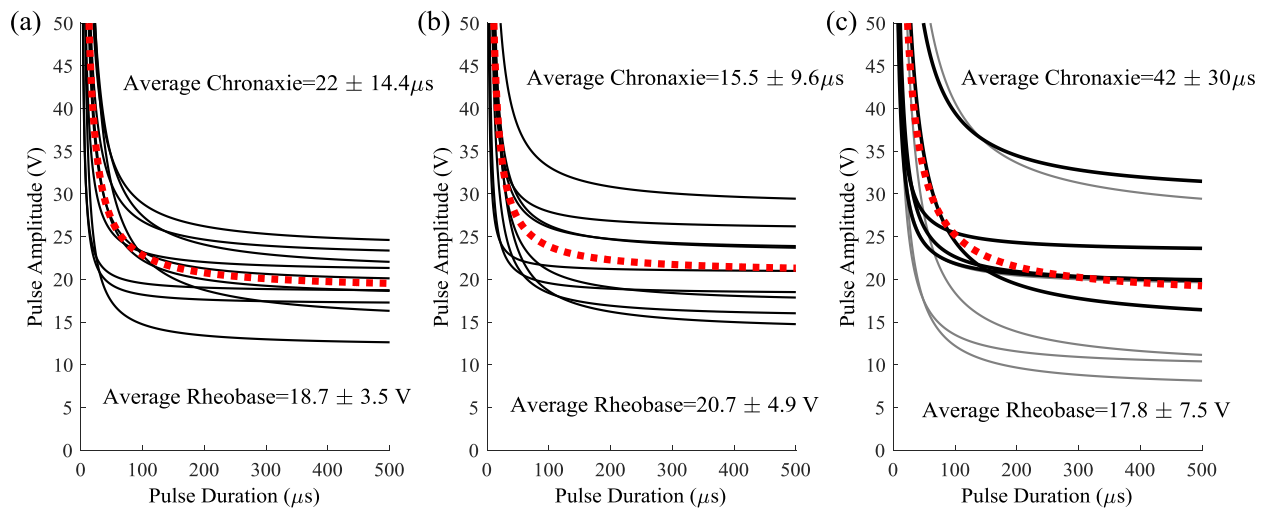 (a)
50
45
40
35
30
25
20
15
10
5
0
Pulse Amplitude (V)
Average Chronaxie=22 ± 14.4μs
Average Rheobase=18.7 ± 3.5 V
0 100 200 300 400 500
Pulse Duration (μs)
(b)
50
45
40
35
30
25
20
15
10
5
0
Pulse Amplitude (V)
Average Chronaxie=15.5 ± 9.6μs
Average Rheobase=20.7 ± 4.9 V
0 100 200 300 400 500
Pulse Duration (μs)
(c)
50
45
40
35
30
25
20
15
10
5
0
Pulse Amplitude (V)
Average Chronaxie=42 ± 30μs
Average Rheobase=17.8 ± 7.5 V
0 100 200 300 400 500
Pulse Duration (μs)